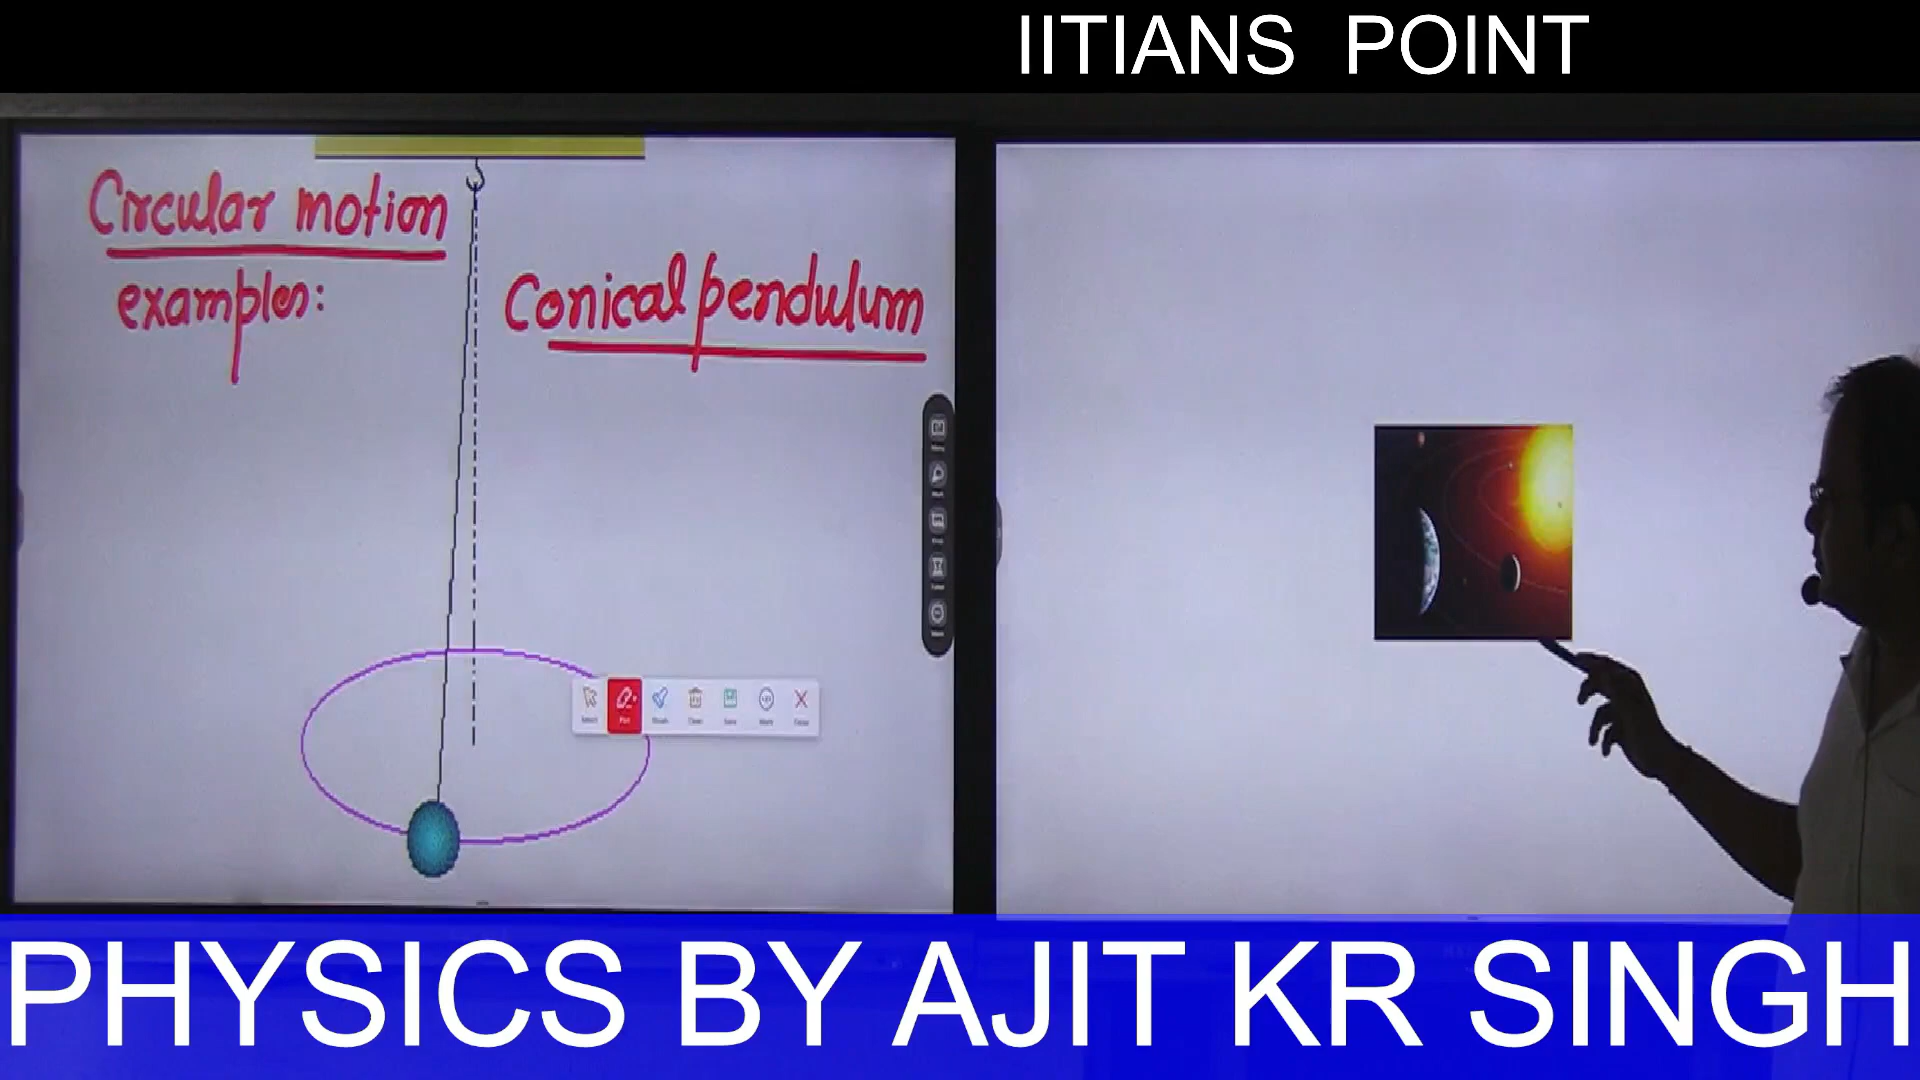 IITIANS POINT
Circular motion
examples:
Conical pendulum
PHYSICS BY AJIT KR SINGH